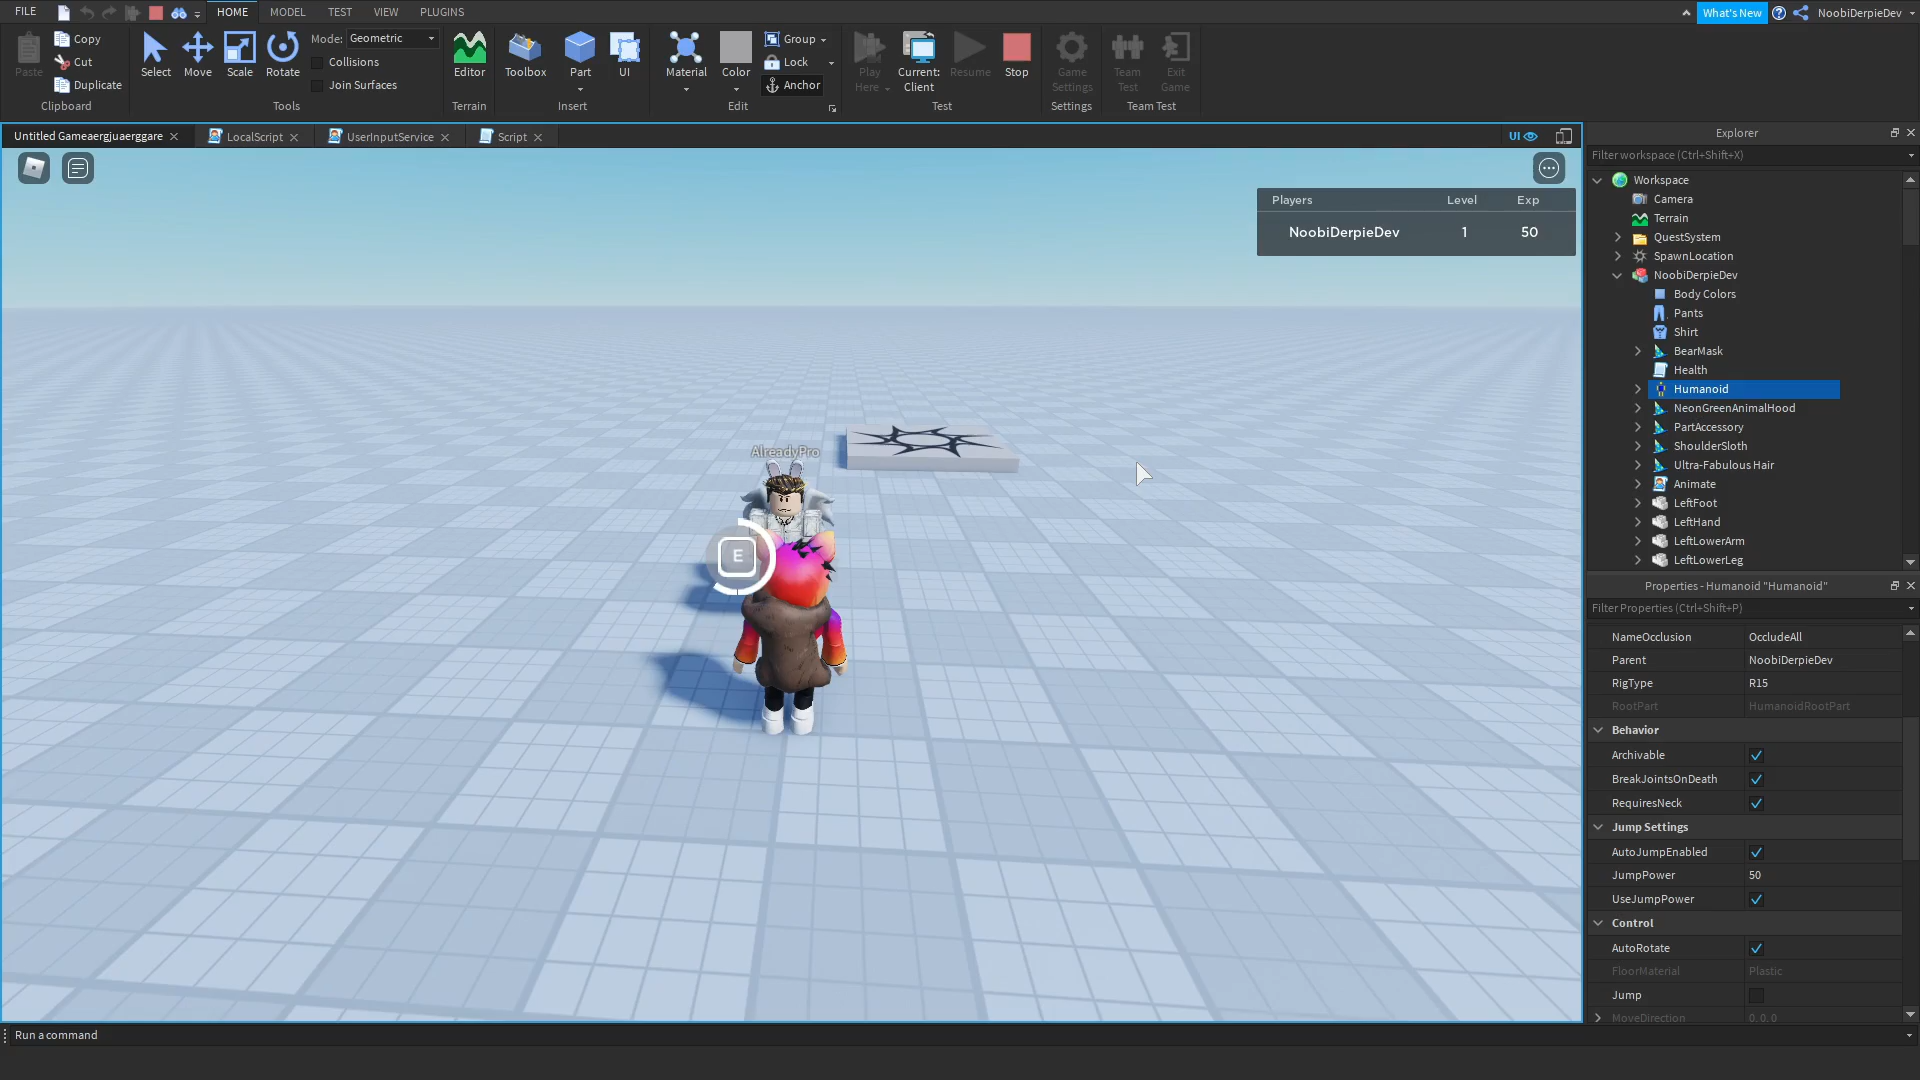 FILE HOME MODEL TEST VIEW PLUGINS What's New NoobiDerpieDev
Paste Copy Cut Duplicate
Clipboard
Select Move Scale Rotate
Mode: Geometric
Collisions
Join Surfaces
Tools
Editor
Terrain
Toolbox Part UI
Insert
Material Color Group Lock Anchor
Edit
Play Here Current: Client Resume Stop
Test
Game Settings
Settings
Team Test Exit Game
Team Test
Untitled Gameaergjuaerggare LocalScript UserInputService Script UI
Players Level Exp
NoobiDerpieDev 1 50
AlreadyPro
E
Explorer
Filter workspace (Ctrl+Shift+X)
Workspace
Camera
Terrain
QuestSystem
SpawnLocation
NoobiDerpieDev
Body Colors
Pants
Shirt
BearMask
Health
Humanoid
NeonGreenAnimalHood
PartAccessory
ShoulderSloth
Ultra-Fabulous Hair
Animate
LeftFoot
LeftHand
LeftLowerArm
LeftLowerLeg
Properties - Humanoid "Humanoid"
Filter Properties (Ctrl+Shift+P)
NameOcclusion OccludeAll
Parent NoobiDerpieDev
RigType R15
RootPart HumanoidRootPart
Behavior
Archivable
BreakJointsOnDeath
RequiresNeck
Jump Settings
AutoJumpEnabled
JumpPower 50
UseJumpPower
Control
AutoRotate
FloorMaterial Plastic
Jump
MoveDirection 0, 0, 0
Run a command